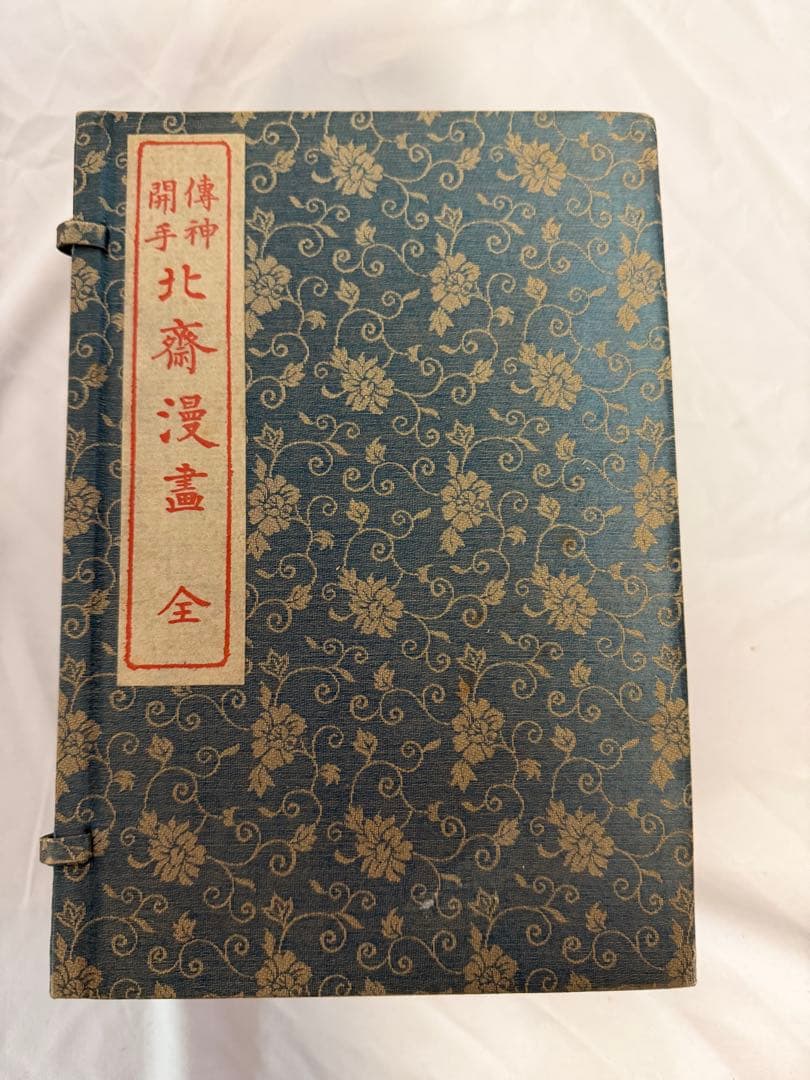 傳神
開手
北齋漫畫 全